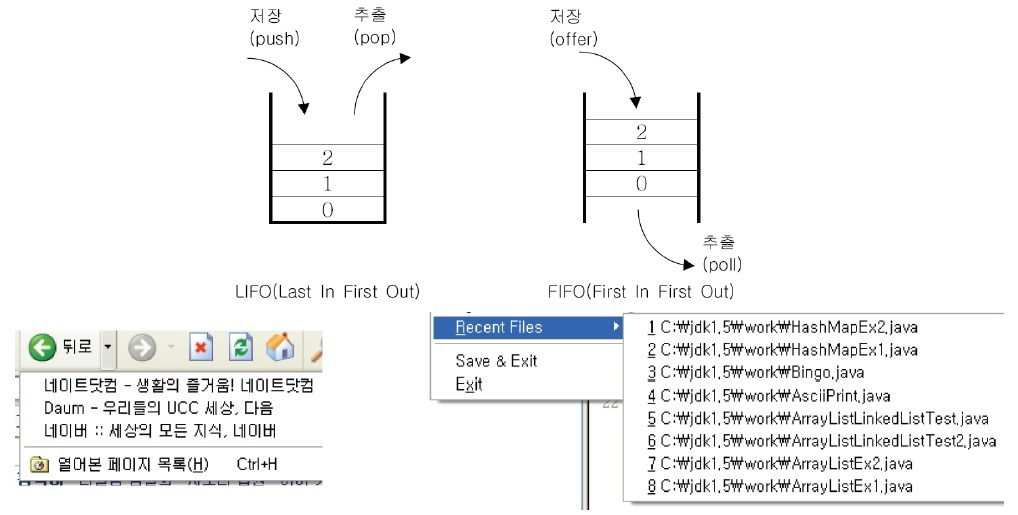 저장
(push)
추출
(pop)
저장
(offer)
2
1
0
2
1
0
추출
(poll)
LIFO(Last In First Out)
FIFO(First In First Out)
뒤로
네이트닷컴 - 생활의 즐거움! 네이트닷컴
Daum - 우리들의 UCC 세상, 다음
네이버 :: 세상의 모든 지식, 네이버
열어본 페이지 목록(H) Ctrl+H
Recent Files
Save & Exit
Exit
22
1 C:₩jdk1.5₩work₩HashMapEx2.java
2 C:₩jdk1.5₩work₩HashMapEx1.java
3 C:₩jdk1.5₩work₩Bingo.java
4 C:₩jdk1.5₩work₩AsciiPrint.java
5 C:₩jdk1.5₩work₩ArrayListLinkedListTest.java
6 C:₩jdk1.5₩work₩ArrayListLinkedListTest2.java
7 C:₩jdk1.5₩work₩ArrayListEx2.java
8 C:₩jdk1.5₩work₩ArrayListEx1.java